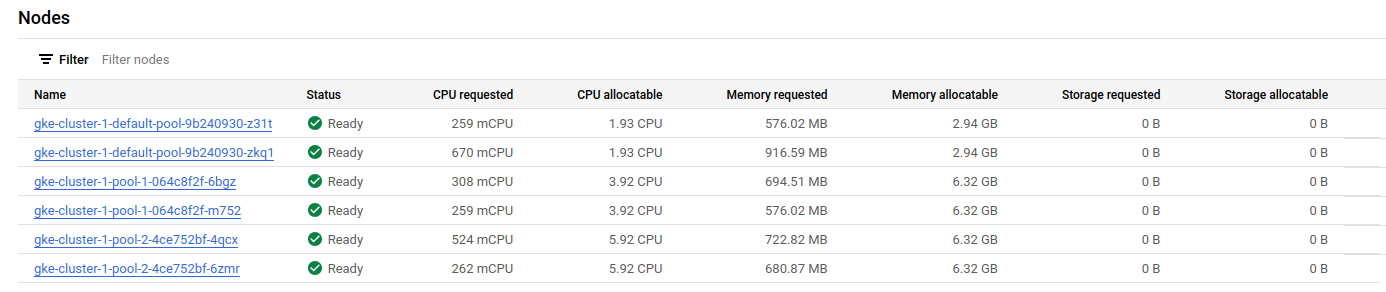 Nodes
Filter Filter nodes
Name Status CPU requested CPU allocatable Memory requested Memory allocatable Storage requested Storage allocatable
gke-cluster-1-default-pool-9b240930-z31t Ready 259 mCPU 1.93 CPU 576.02 MB 2.94 GB 0 B 0 B
gke-cluster-1-default-pool-9b240930-zkq1 Ready 670 mCPU 1.93 CPU 916.59 MB 2.94 GB 0 B 0 B
gke-cluster-1-pool-1-064c8f2f-6bgz Ready 308 mCPU 3.92 CPU 694.51 MB 6.32 GB 0 B 0 B
gke-cluster-1-pool-1-064c8f2f-m752 Ready 259 mCPU 3.92 CPU 576.02 MB 6.32 GB 0 B 0 B
gke-cluster-1-pool-2-4ce752bf-4qcx Ready 524 mCPU 5.92 CPU 722.82 MB 6.32 GB 0 B 0 B
gke-cluster-1-pool-2-4ce752bf-6zmr Ready 262 mCPU 5.92 CPU 680.87 MB 6.32 GB 0 B 0 B